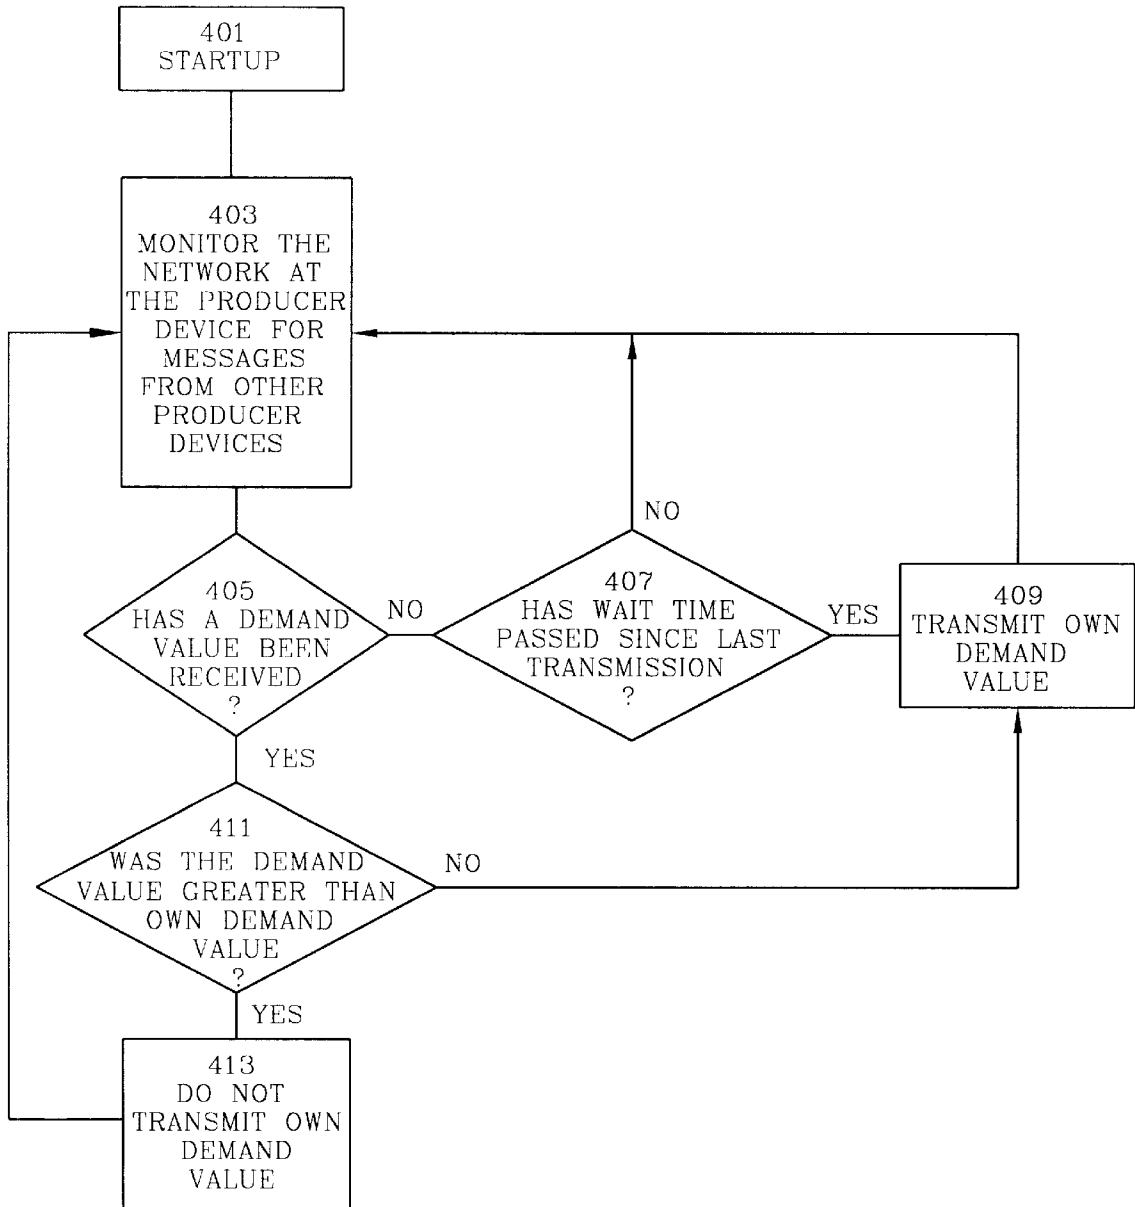 401
STARTUP
403
MONITOR THE
NETWORK AT
THE PRODUCER
DEVICE FOR
MESSAGES
FROM OTHER
PRODUCER
DEVICES
405
HAS A DEMAND
VALUE BEEN
RECEIVED
?
NO
407
HAS WAIT TIME
PASSED SINCE LAST
TRANSMISSION
?
NO
YES
409
TRANSMIT OWN
DEMAND
VALUE
YES
411
WAS THE DEMAND
VALUE GREATER THAN
OWN DEMAND
VALUE
?
NO
YES
413
DO NOT
TRANSMIT OWN
DEMAND
VALUE